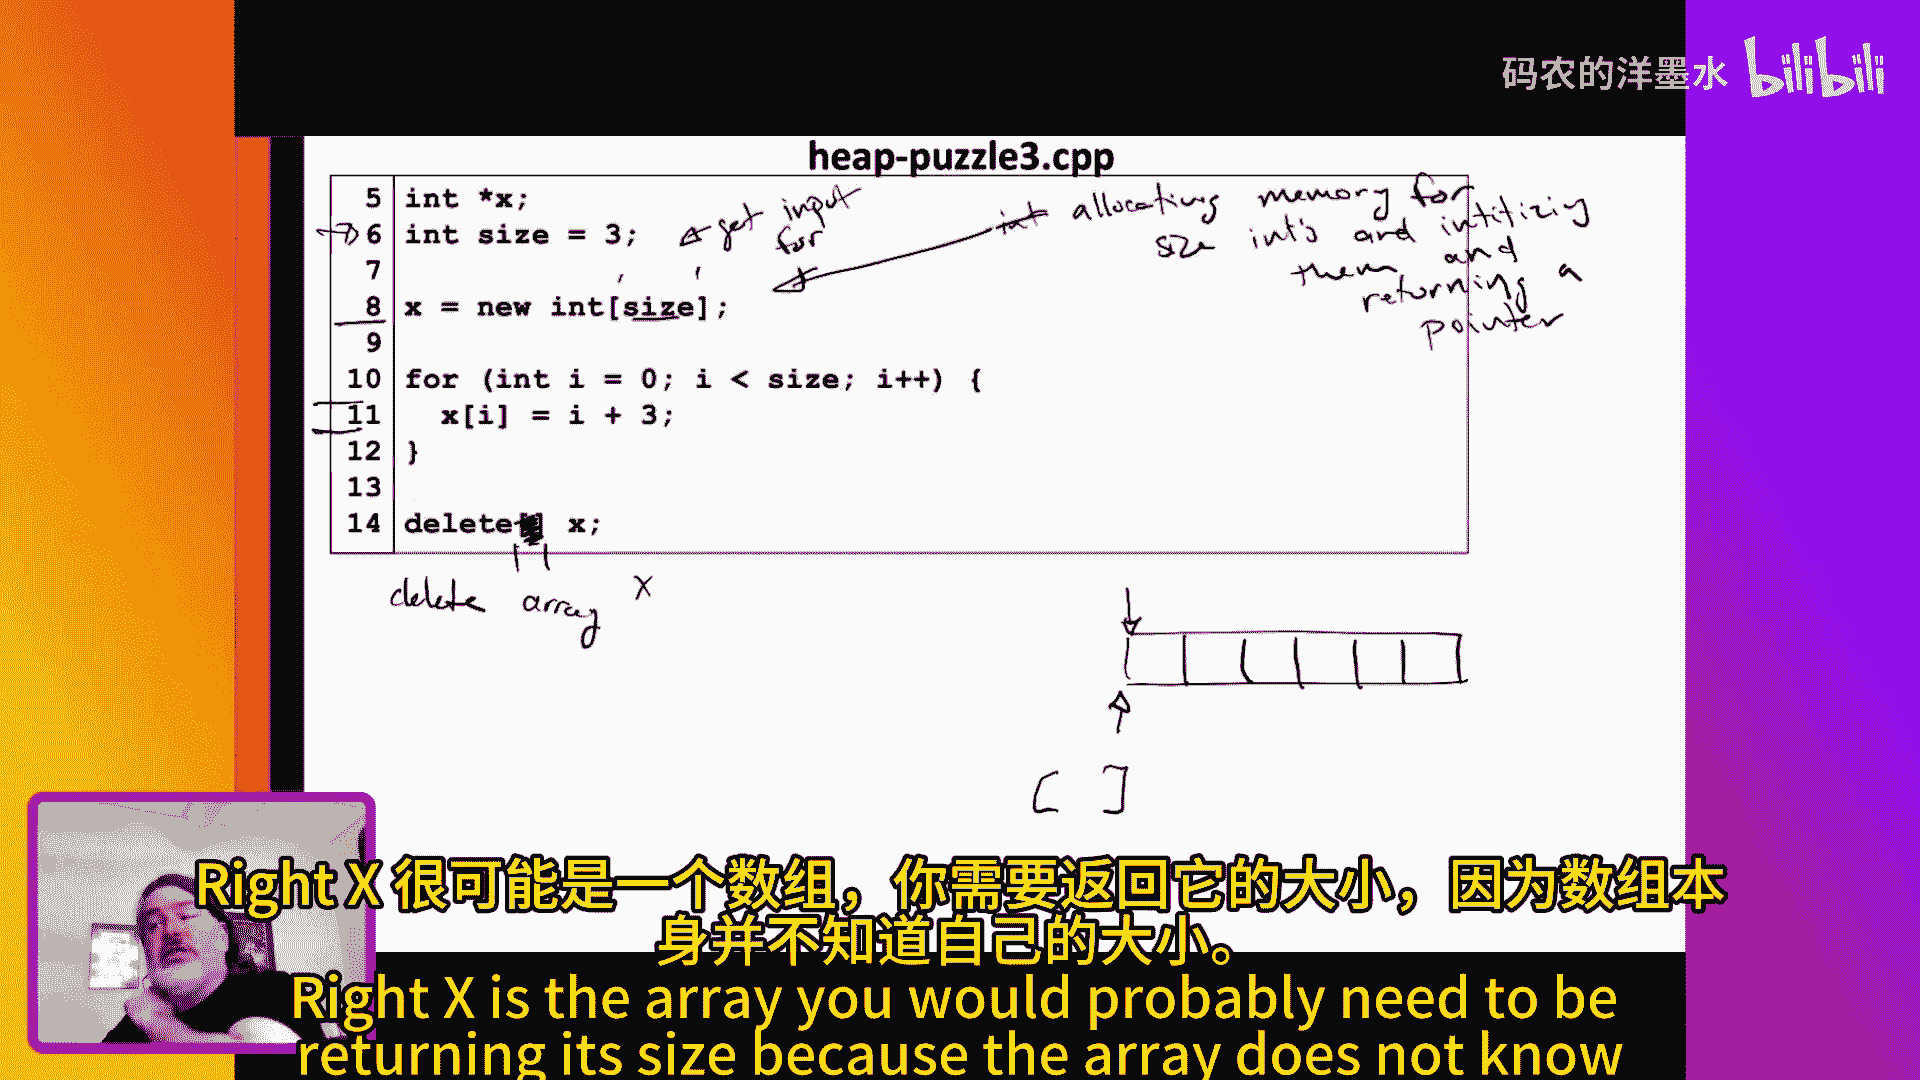 码农的洋墨水 bilibili
heap-puzzle3.cpp
5 int *x;
6 int size = 3;
7
8 x = new int[size];
9
10 for (int i = 0; i < size; i++) {
11 x[i] = i + 3;
12 }
13
14 delete[] x;
get input
for
int allocating memory for
size int's and intitizing
them and
returning a
pointer
delete array x
[ ]
Right X 很可能是一个数组，你需要返回它的大小，因为数组本
身并不知道自己的大小。
Right X is the array you would probably need to be
returning its size because the array does not know